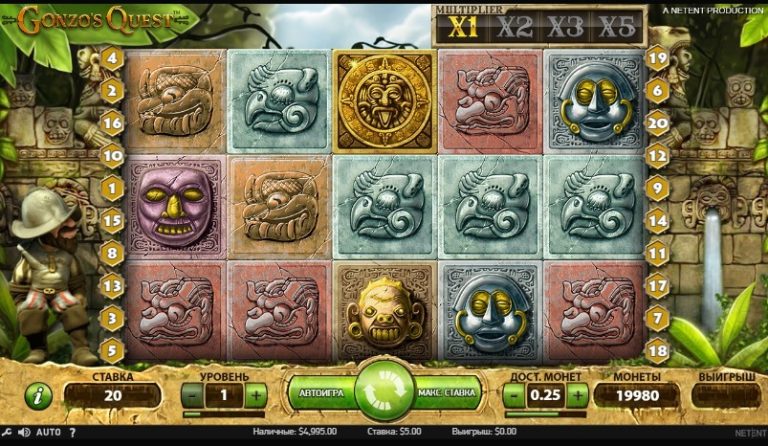 GONZO'S QUEST™
MULTIPLIER
X1 X2 X3 X5
A NETENT PRODUCTION
4 19
2 6
16 20
10 12
1 9
15 14
8 11
13 17
3 7
5 18
СТАВКА УРОВЕНЬ ДОСТ. МОНЕТ МОНЕТЫ ВЫИГРЫШ
20 - 1 + АВТОИГРА МАКС. СТАВКА - 0.25 + 19980
AUTO ? Наличные: $4,995.00 Ставка: $5.00 Выигрыш: $0.00 NETENT